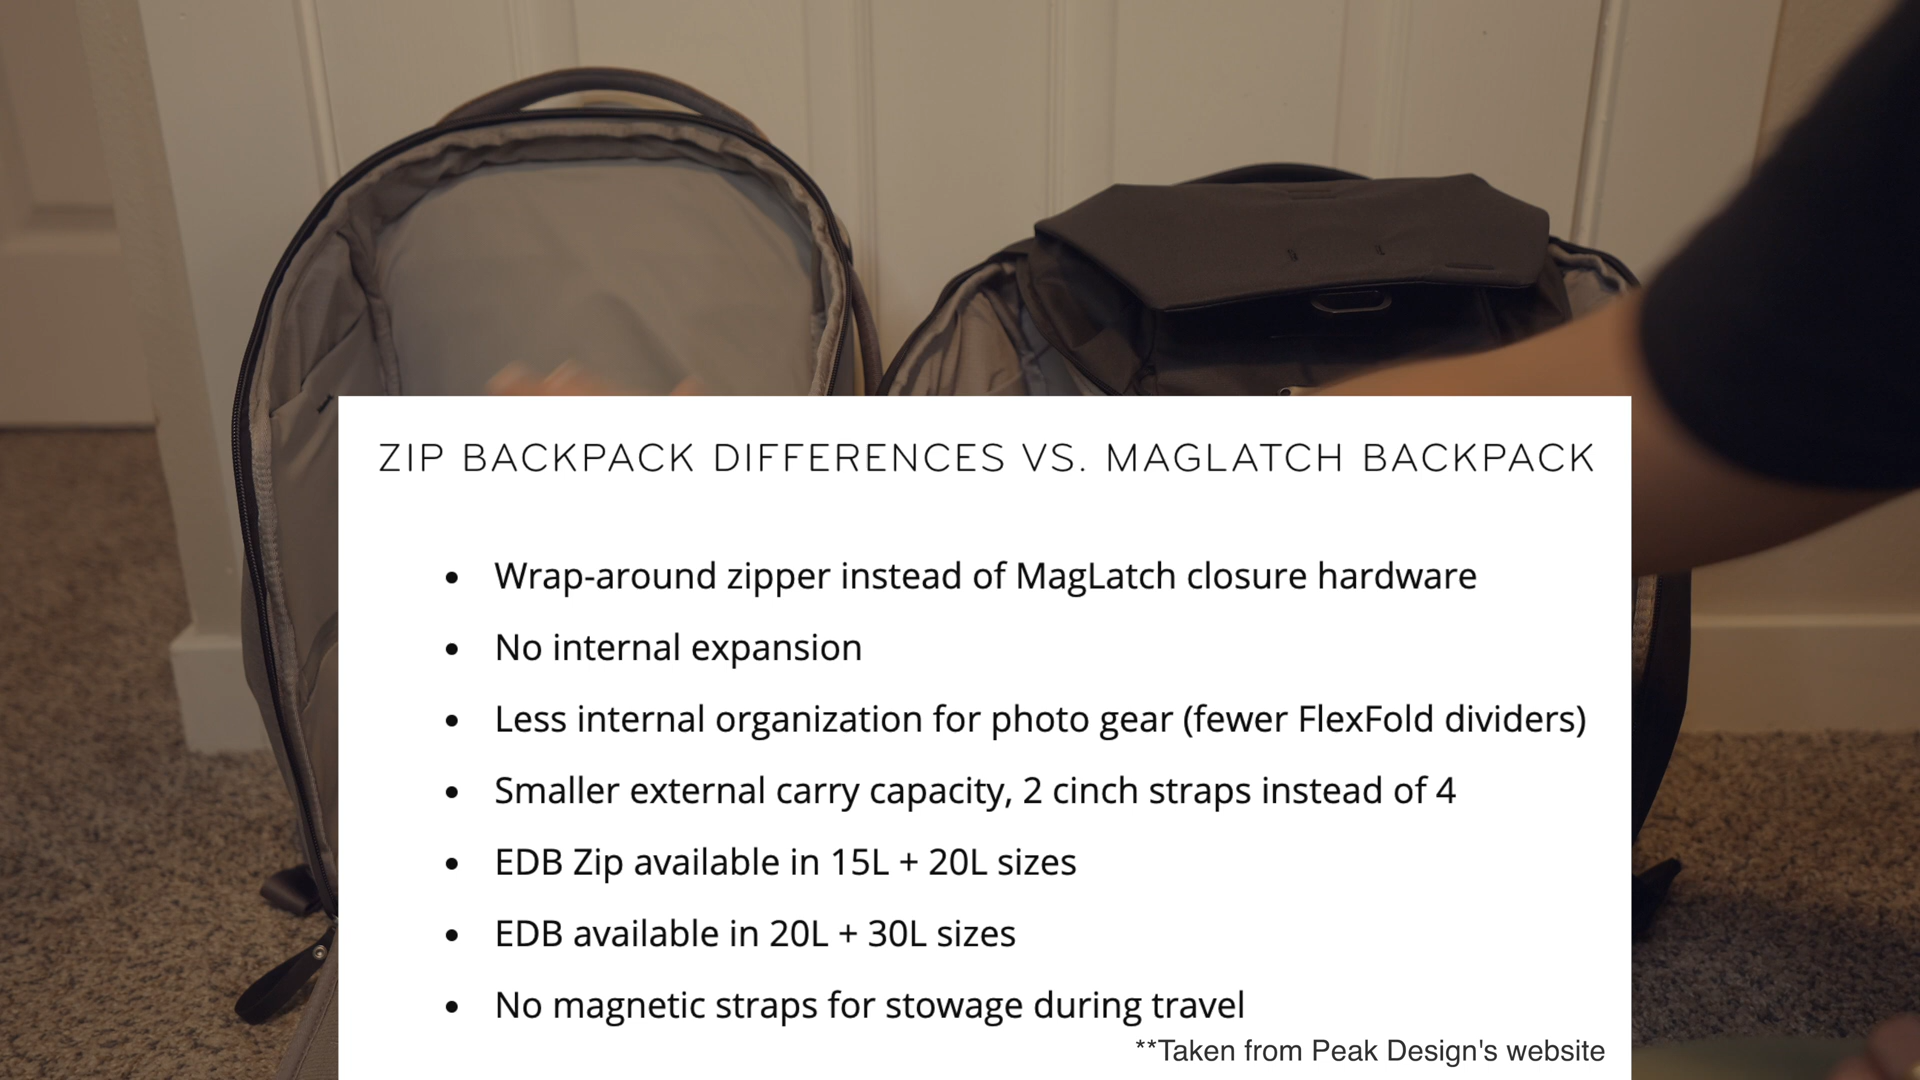 ZIP BACKPACK DIFFERENCES VS. MAGLATCH BACKPACK
• Wrap-around zipper instead of MagLatch closure hardware
• No internal expansion
• Less internal organization for photo gear (fewer FlexFold dividers)
• Smaller external carry capacity, 2 cinch straps instead of 4
• EDB Zip available in 15L + 20L sizes
• EDB available in 20L + 30L sizes
• No magnetic straps for stowage during travel
**Taken from Peak Design's website